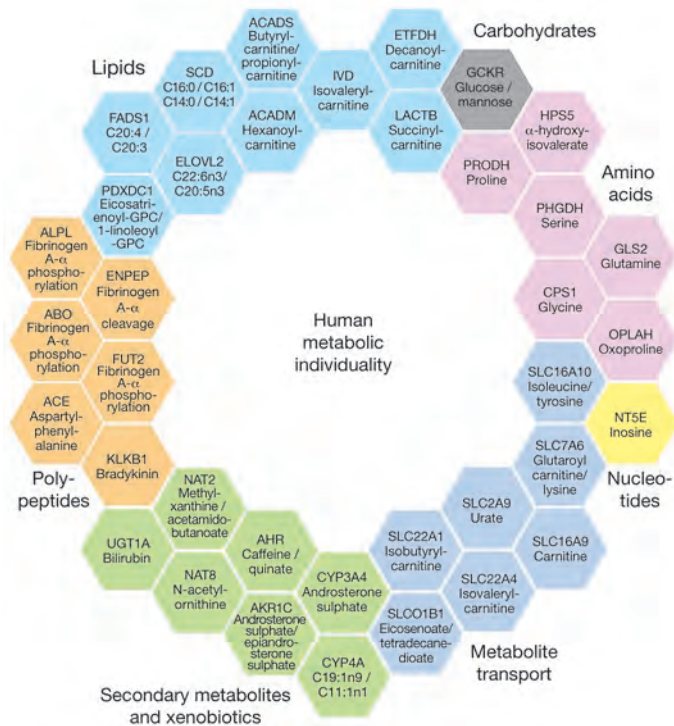 Carbohydrates
Lipids
ACADS
Butyryl-
carnitine/
propionyl-
carnitine
ETFDH
Decanoyl-
carnitine
SCD
C16:0 / C16:1
C14:0 / C14:1
IVD
Isovaleryl-
carnitine
GCKR
Glucose /
mannose
FADS1
C20:4 /
C20:3
ACADM
Hexanoyl-
carnitine
LACTB
Succinyl-
carnitine
HPS5
α-hydroxy-
isovalerate
ELOVL2
C22:6n3/
C20:5n3
PRODH
Proline
Amino
acids
PDXDC1
Eicosatri-
enoyl-GPC/
1-linoleoyl
-GPC
PHGDH
Serine
ALPL
Fibrinogen
A-α
phospho-
rylation
GLS2
Glutamine
ENPEP
Fibrinogen
A-α
cleavage
CPS1
Glycine
ABO
Fibrinogen
A-α
phospho-
rylation
Human
metabolic
individuality
OPLAH
Oxoproline
FUT2
Fibrinogen
A-α
phospho-
rylation
SLC16A10
Isoleucine/
tyrosine
ACE
Aspartyl-
phenyl-
alanine
NT5E
Inosine
KLKB1
Bradykinin
SLC7A6
Glutaroyl
carnitine/
lysine
Poly-
peptides
Nucleo-
tides
NAT2
Methyl-
xanthine /
acetamido-
butanoate
SLC2A9
Urate
UGT1A
Bilirubin
AHR
Caffeine /
quinate
SLC22A1
Isobutyryl-
carnitine
SLC16A9
Carnitine
NAT8
N-acetyl-
ornithine
CYP3A4
Androsterone
sulphate
SLC22A4
Isovaleryl-
carnitine
AKR1C
Androsterone
sulphate/
epiandro-
sterone
sulphate
SLCO1B1
Eicosenoate/
tetradecane-
dioate
Metabolite
transport
CYP4A
C19:1n9 /
C11:1n1
Secondary metabolites
and xenobiotics